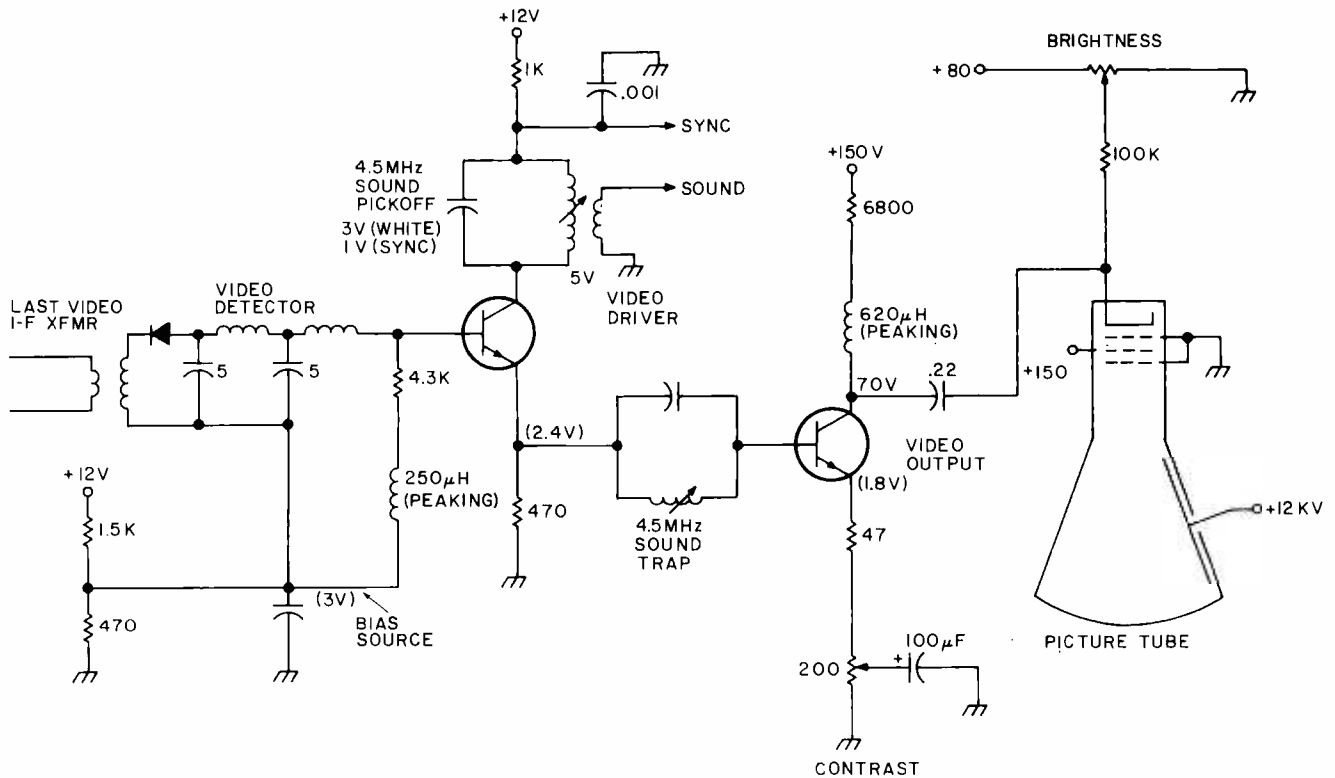 +12V
1K
.001
SYNC
4.5MHz
SOUND
PICKOFF
3V (WHITE)
1V (SYNC)
SOUND
5V
VIDEO
DRIVER
LAST VIDEO
I-F XFMR
VIDEO
DETECTOR
5
5
4.3K
250µH
(PEAKING)
+12V
1.5K
470
(3V)
BIAS
SOURCE
(2.4V)
470
4.5MHz
SOUND
TRAP
+150V
6800
620µH
(PEAKING)
70V
.22
VIDEO
OUTPUT
(1.8V)
47
200
+
100µF
CONTRAST
BRIGHTNESS
+80
100K
+150
+12KV
PICTURE TUBE